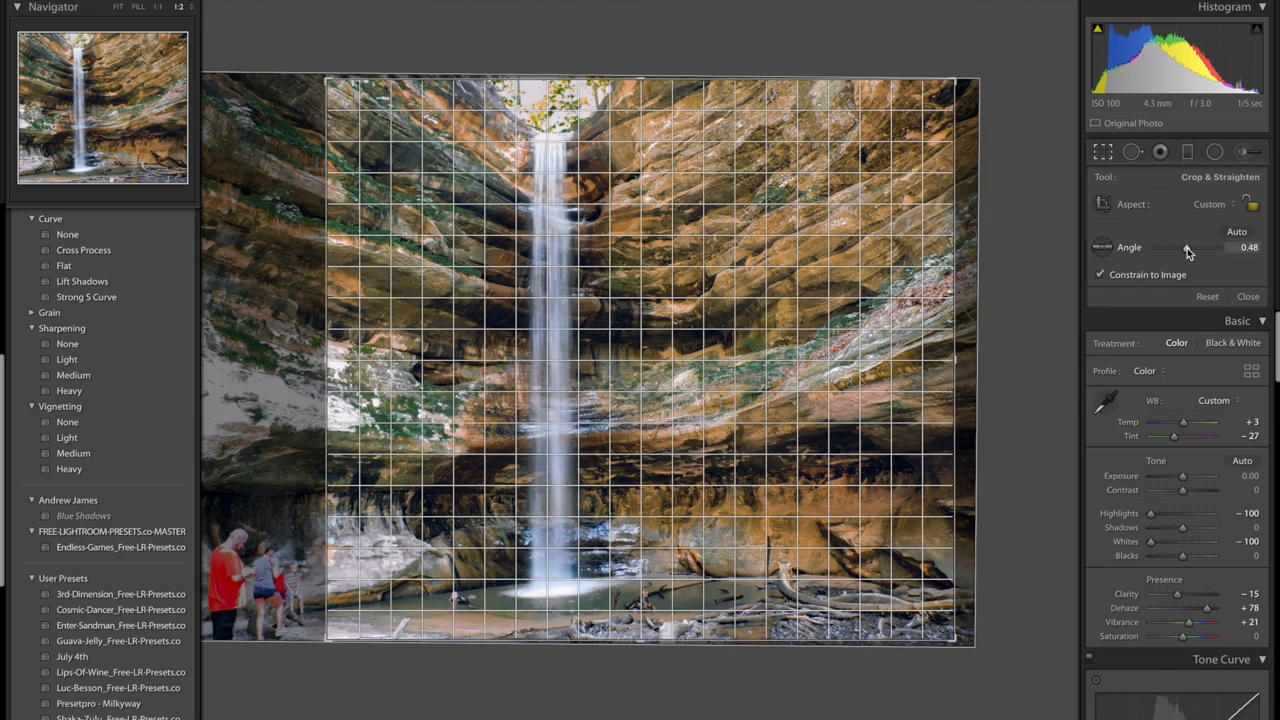 Navigator FIT FILL 1:1 1:2
Curve
None
Cross Process
Flat
Lift Shadows
Strong S Curve
Grain
Sharpening
None
Light
Medium
Heavy
Vignetting
None
Light
Medium
Heavy
Andrew James
Blue Shadows
FREE-LIGHTROOM-PRESETS.co-MASTER
Endless-Games_Free-LR-Presets.co
User Presets
3rd-Dimension_Free-LR-Presets.co
Cosmic-Dancer_Free-LR-Presets.co
Enter-Sandman_Free-LR-Presets.co
Guava-Jelly_Free-LR-Presets.co
July 4th
Lips-Of-Wine_Free-LR-Presets.co
Luc-Besson_Free-LR-Presets.co
Presetpro - Milkyway
Shaka-Zulu_Free-LR-Presets.co
Histogram
ISO 100 4.3 mm f / 3.0 1/5 sec
Original Photo
Tool : Crop & Straighten
Aspect : Custom
Auto
Angle 0.48
Constrain to Image
Reset Close
Basic
Treatment : Color Black & White
Profile : Color
WB : Custom
Temp + 3
Tint − 27
Tone Auto
Exposure 0.00
Contrast 0
Highlights − 100
Shadows 0
Whites − 100
Blacks 0
Presence
Clarity − 15
Dehaze + 78
Vibrance + 21
Saturation 0
Tone Curve